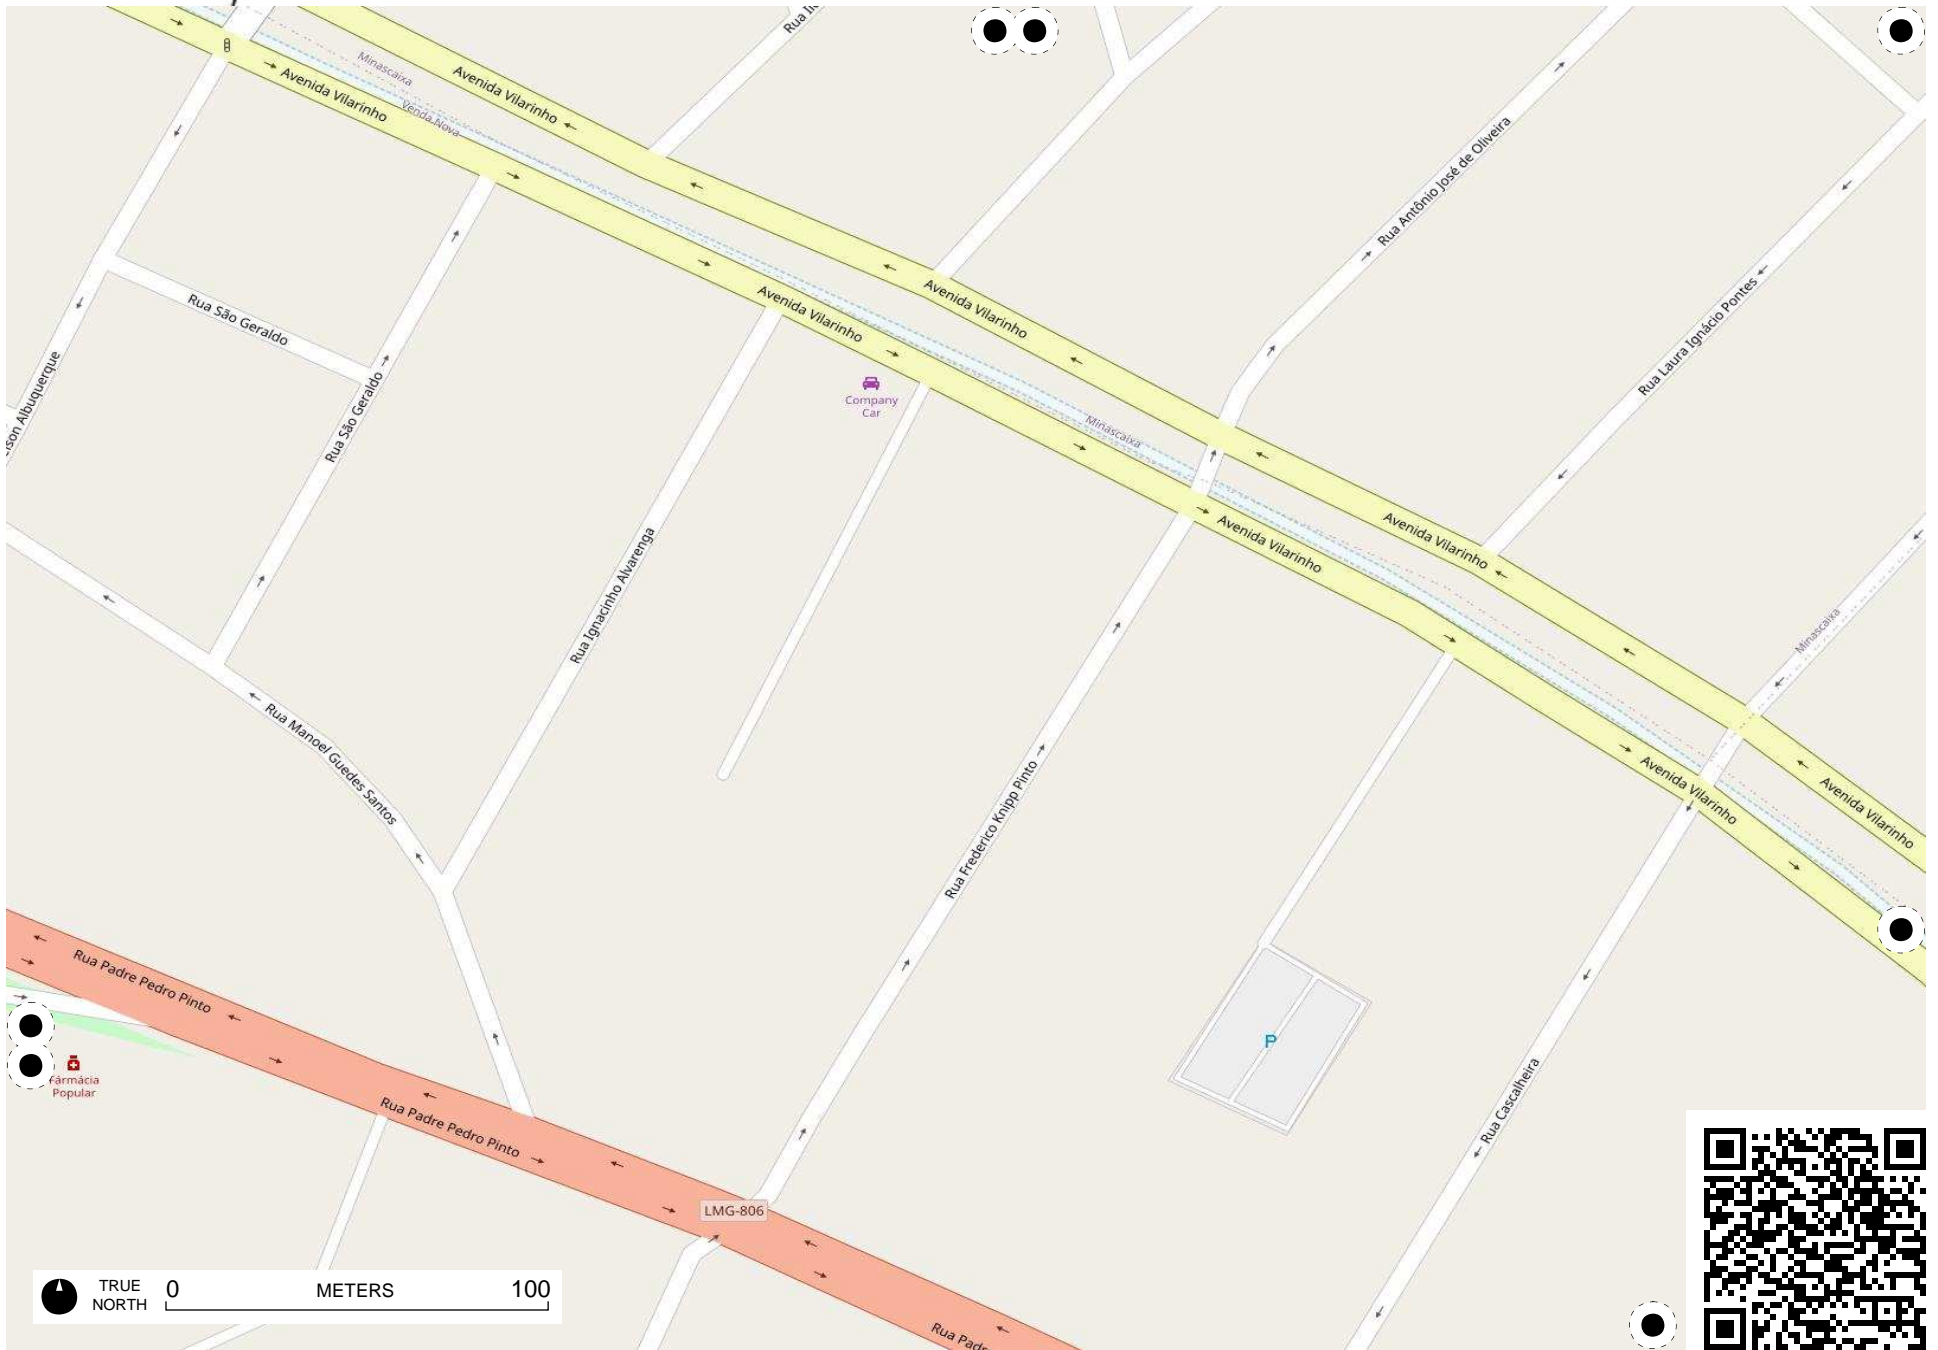 Minascaixa
Avenida Vilarinho
Avenida Vilarinho
Venda Nova
Rua Antônio José de Oliveira
Rua São Geraldo
Avenida Vilarinho
Avenida Vilarinho
Rua Laura Ignácio Pontes
Albuquerque
Rua São Geraldo
Company
Car
Minascaixa
Avenida Vilarinho
Avenida Vilarinho
Rua Ignacinho Alvarenga
Minascaixa
Rua Manoel Guedes Santos
Rua Frederico Knipp Pinto
Avenida Vilarinho
Avenida Vilarinho
Rua Padre Pedro Pinto
P
Fármácia
Popular
Rua Padre Pedro Pinto
Rua Cascalheira
LMG-806
TRUE
NORTH
0 METERS 100
Rua